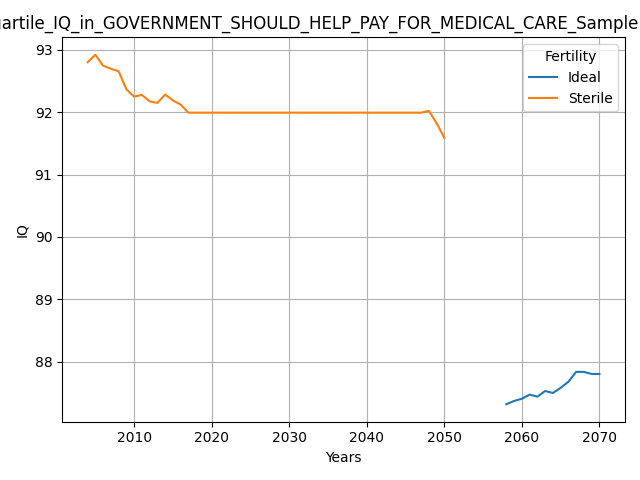 artile_IQ_in_GOVERNMENT_SHOULD_HELP_PAY_FOR_MEDICAL_CARE_Sample
93
92
91
90
89
88
IQ
Fertility
Ideal
Sterile
2010 2020 2030 2040 2050 2060 2070
Years